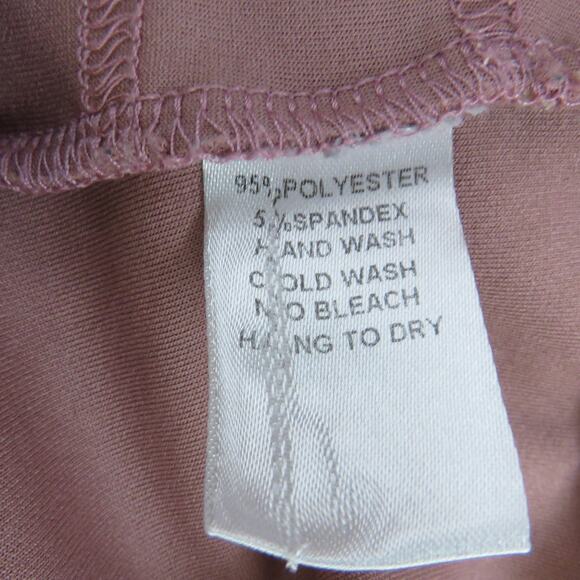 95%POLYESTER
5%SPANDEX
HAND WASH
COLD WASH
NO BLEACH
HANG TO DRY